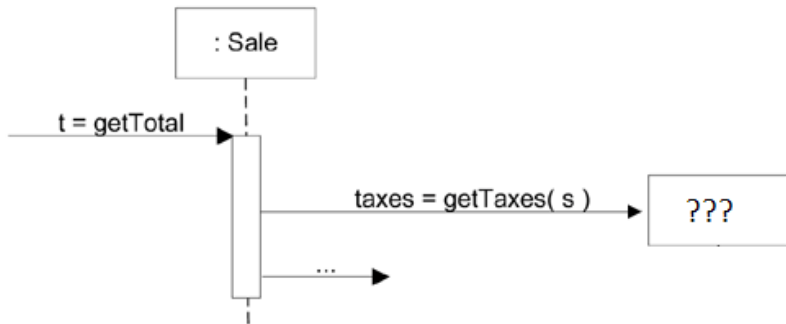 : Sale
t = getTotal
taxes = getTaxes( s )
???
...